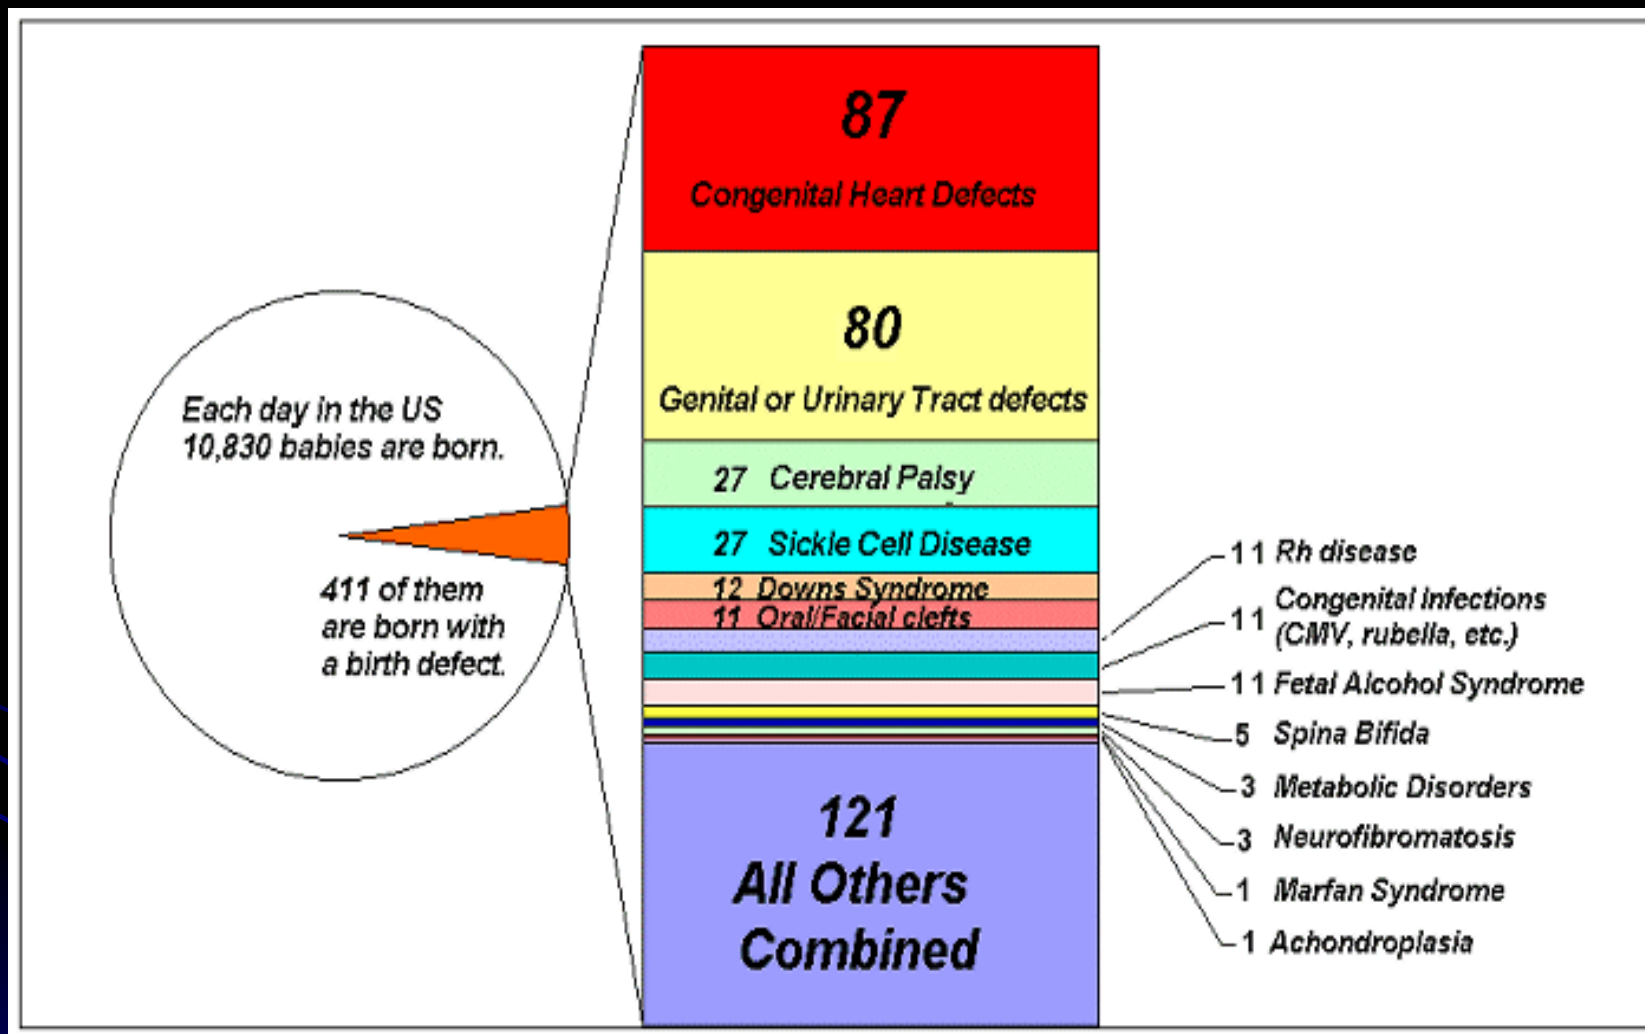 Each day in the US
10,830 babies are born.
411 of them
are born with
a birth defect.
87
Congenital Heart Defects
80
Genital or Urinary Tract defects
27 Cerebral Palsy
27 Sickle Cell Disease
12 Downs Syndrome
11 Oral/Facial clefts
11 Rh disease
11 Congenital Infections
(CMV, rubella, etc.)
11 Fetal Alcohol Syndrome
5 Spina Bifida
3 Metabolic Disorders
3 Neurofibromatosis
1 Marfan Syndrome
1 Achondroplasia
121
All Others
Combined